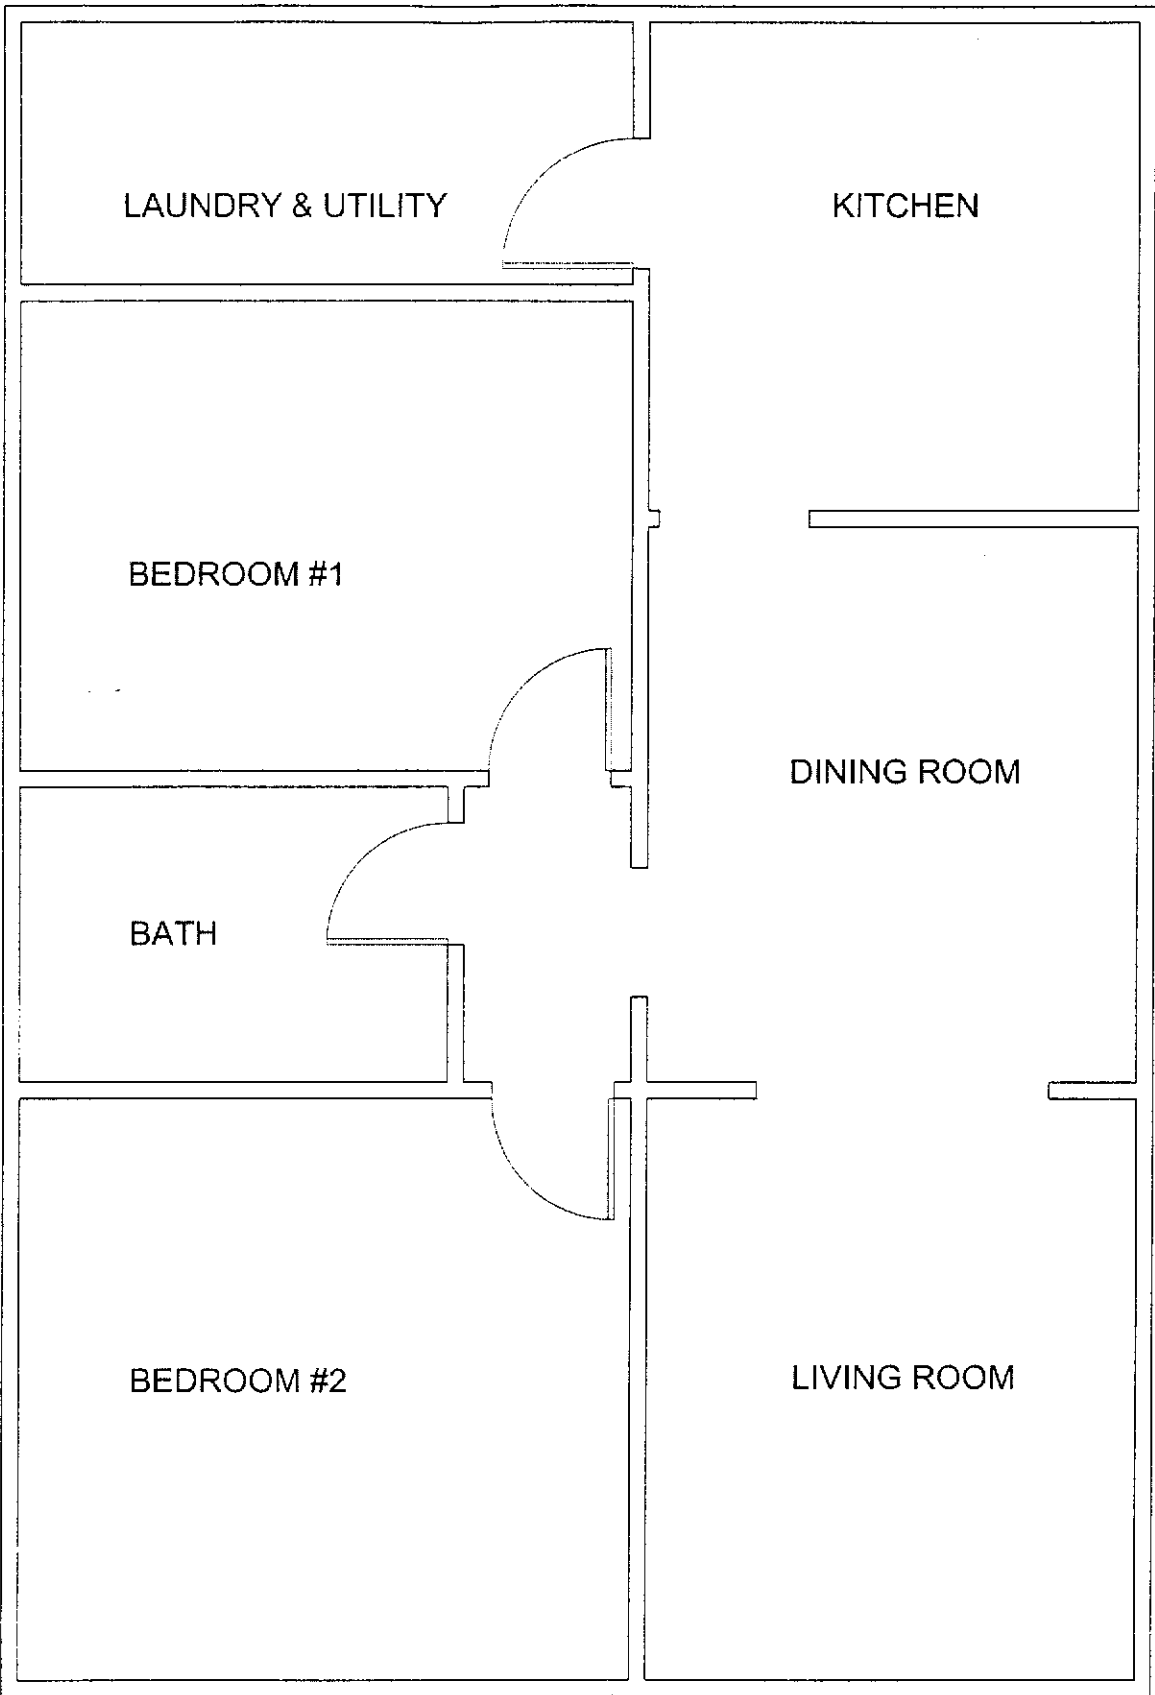 LAUNDRY & UTILITY
KITCHEN
BEDROOM #1
DINING ROOM
BATH
BEDROOM #2
LIVING ROOM